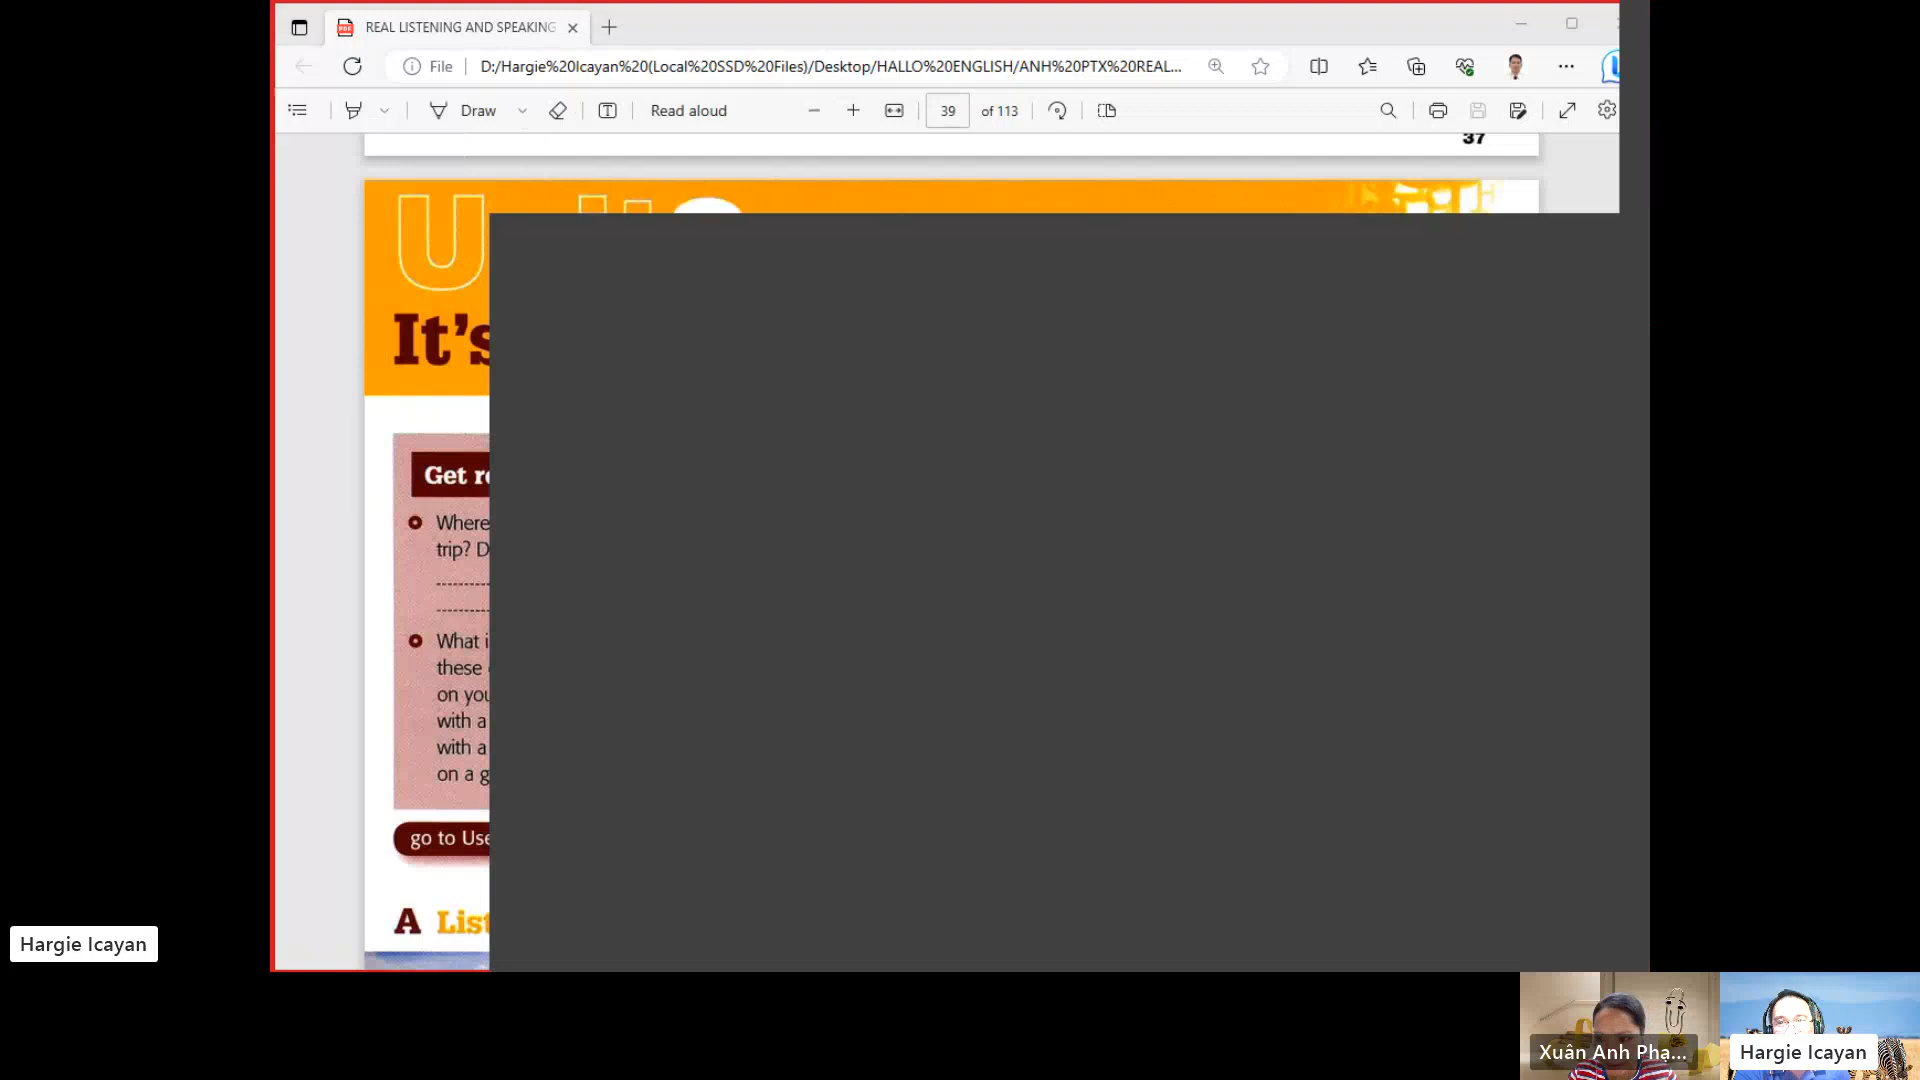 REAL LISTENING AND SPEAKING
File
D:/Hargie%20Icayan%20(Local%20SSD%20Files)/Desktop/HALLO%20ENGLISH/ANH%20PTX%20REAL...
Draw
Read aloud
39
of 113
37
It's
Get
Where
trip? D
What i
these
on you
with a
with a
on a g
go to Use
A List
Hargie Icayan
Xuân Anh Phạ...
Hargie Icayan